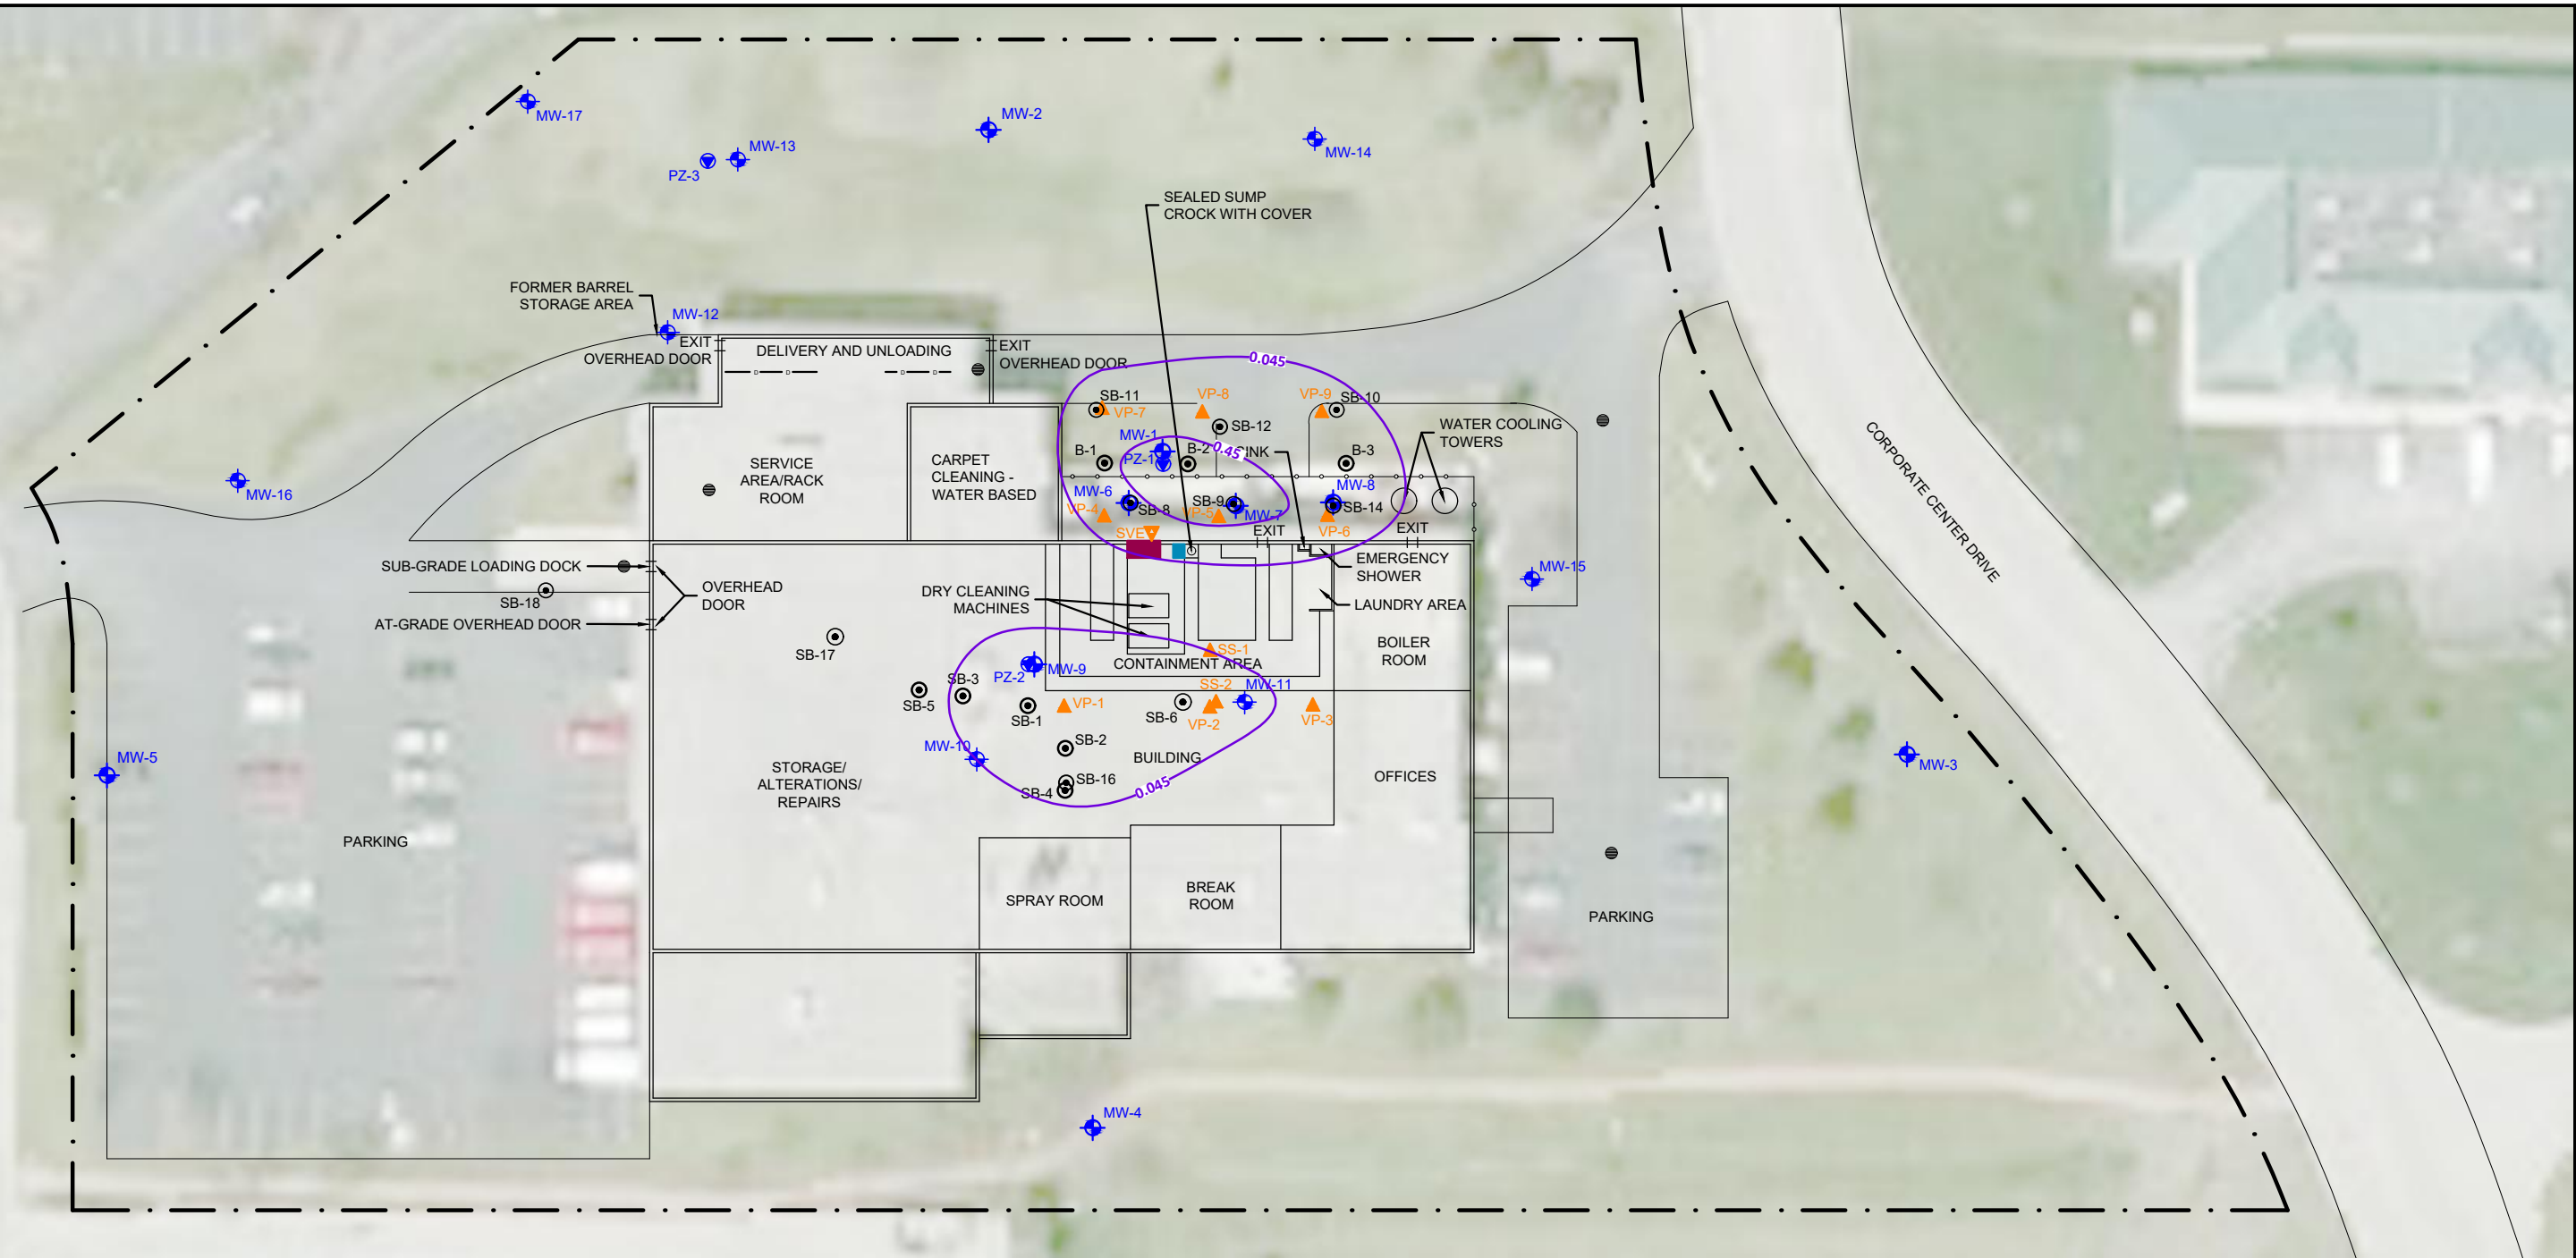 MW-17
MW-2
MW-13
PZ-3
MW-14
SEALED SUMP
CROCK WITH COVER
FORMER BARREL
STORAGE AREA
MW-12
EXIT
OVERHEAD DOOR
DELIVERY AND UNLOADING
EXIT
OVERHEAD DOOR
0.045
SB-11
VP-7
VP-8
VP-9
SB-10
SB-12
WATER COOLING
TOWERS
MW-1
PZ-1
B-1
B-2
0.45
INK
B-3
CORPORATE CENTER DRIVE
SERVICE
AREA/RACK
ROOM
CARPET
CLEANING -
WATER BASED
MW-16
MW-6
SB-8
SB-9
MW-7
MW-8
SB-14
VP-4
VP-5
VP-6
SVE
EXIT
EXIT
SUB-GRADE LOADING DOCK
EMERGENCY
SHOWER
MW-15
OVERHEAD
DOOR
SB-18
DRY CLEANING
MACHINES
LAUNDRY AREA
AT-GRADE OVERHEAD DOOR
SB-17
BOILER
ROOM
SS-1
CONTAINMENT AREA
PZ-2
MW-9
SB-3
SB-5
SB-1
VP-1
SB-6
SS-2
VP-2
MW-11
VP-3
MW-10
SB-2
BUILDING
SB-16
SB-4
0.045
MW-5
MW-3
STORAGE/
ALTERATIONS/
REPAIRS
OFFICES
PARKING
SPRAY ROOM
BREAK
ROOM
PARKING
MW-4